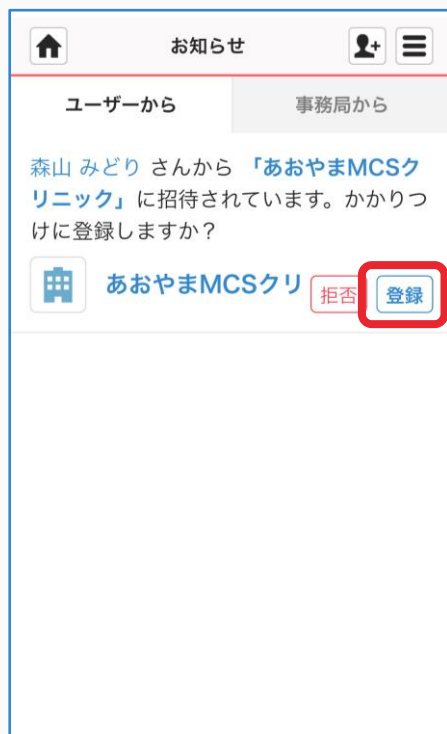 お知らせ
ユーザーから
事務局から
森山 みどり さんから 「あおやまMCSク
リニック」に招待されています。かかりつ
けに登録しますか？
あおやまMCSクリ
拒否
登録